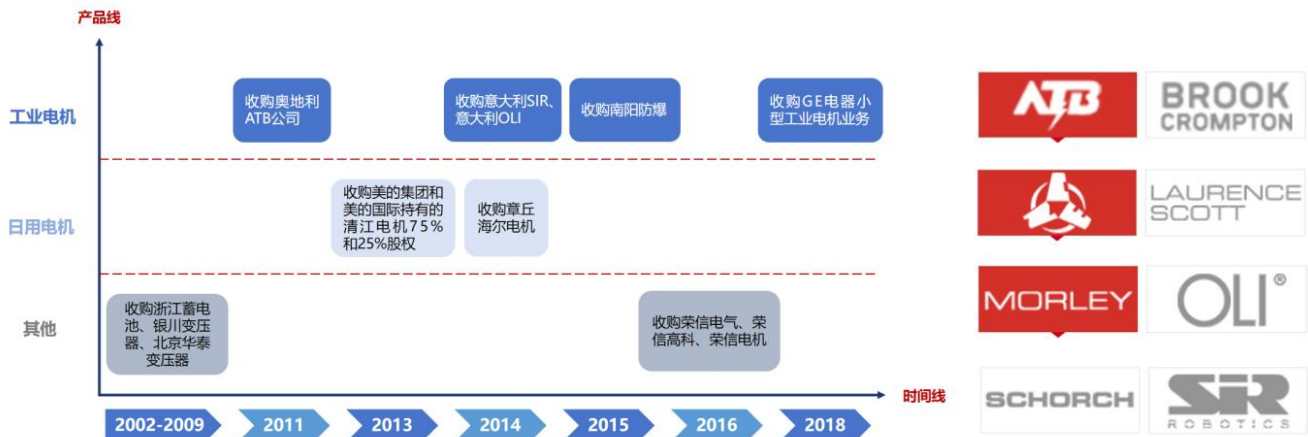 产品线
工业电机
收购奥地利
ATB公司
收购意大利SIR、
意大利OLI
收购南阳防爆
收购GE电器小
型工业电机业务
日用电机
收购美的集团和
美的国际持有的
清江电机75%
和25%股权
收购章丘
海尔电机
其他
收购浙江蓄电
池、银川变压
器、北京华泰
变压器
收购荣信电气、荣
信高科、荣信电机
时间线
2002-2009
2011
2013
2014
2015
2016
2018
ATB
BROOK
CROMPTON
LAURENCE
SCOTT
MORLEY
OLI®
SCHORCH
SIR
ROBOTICS